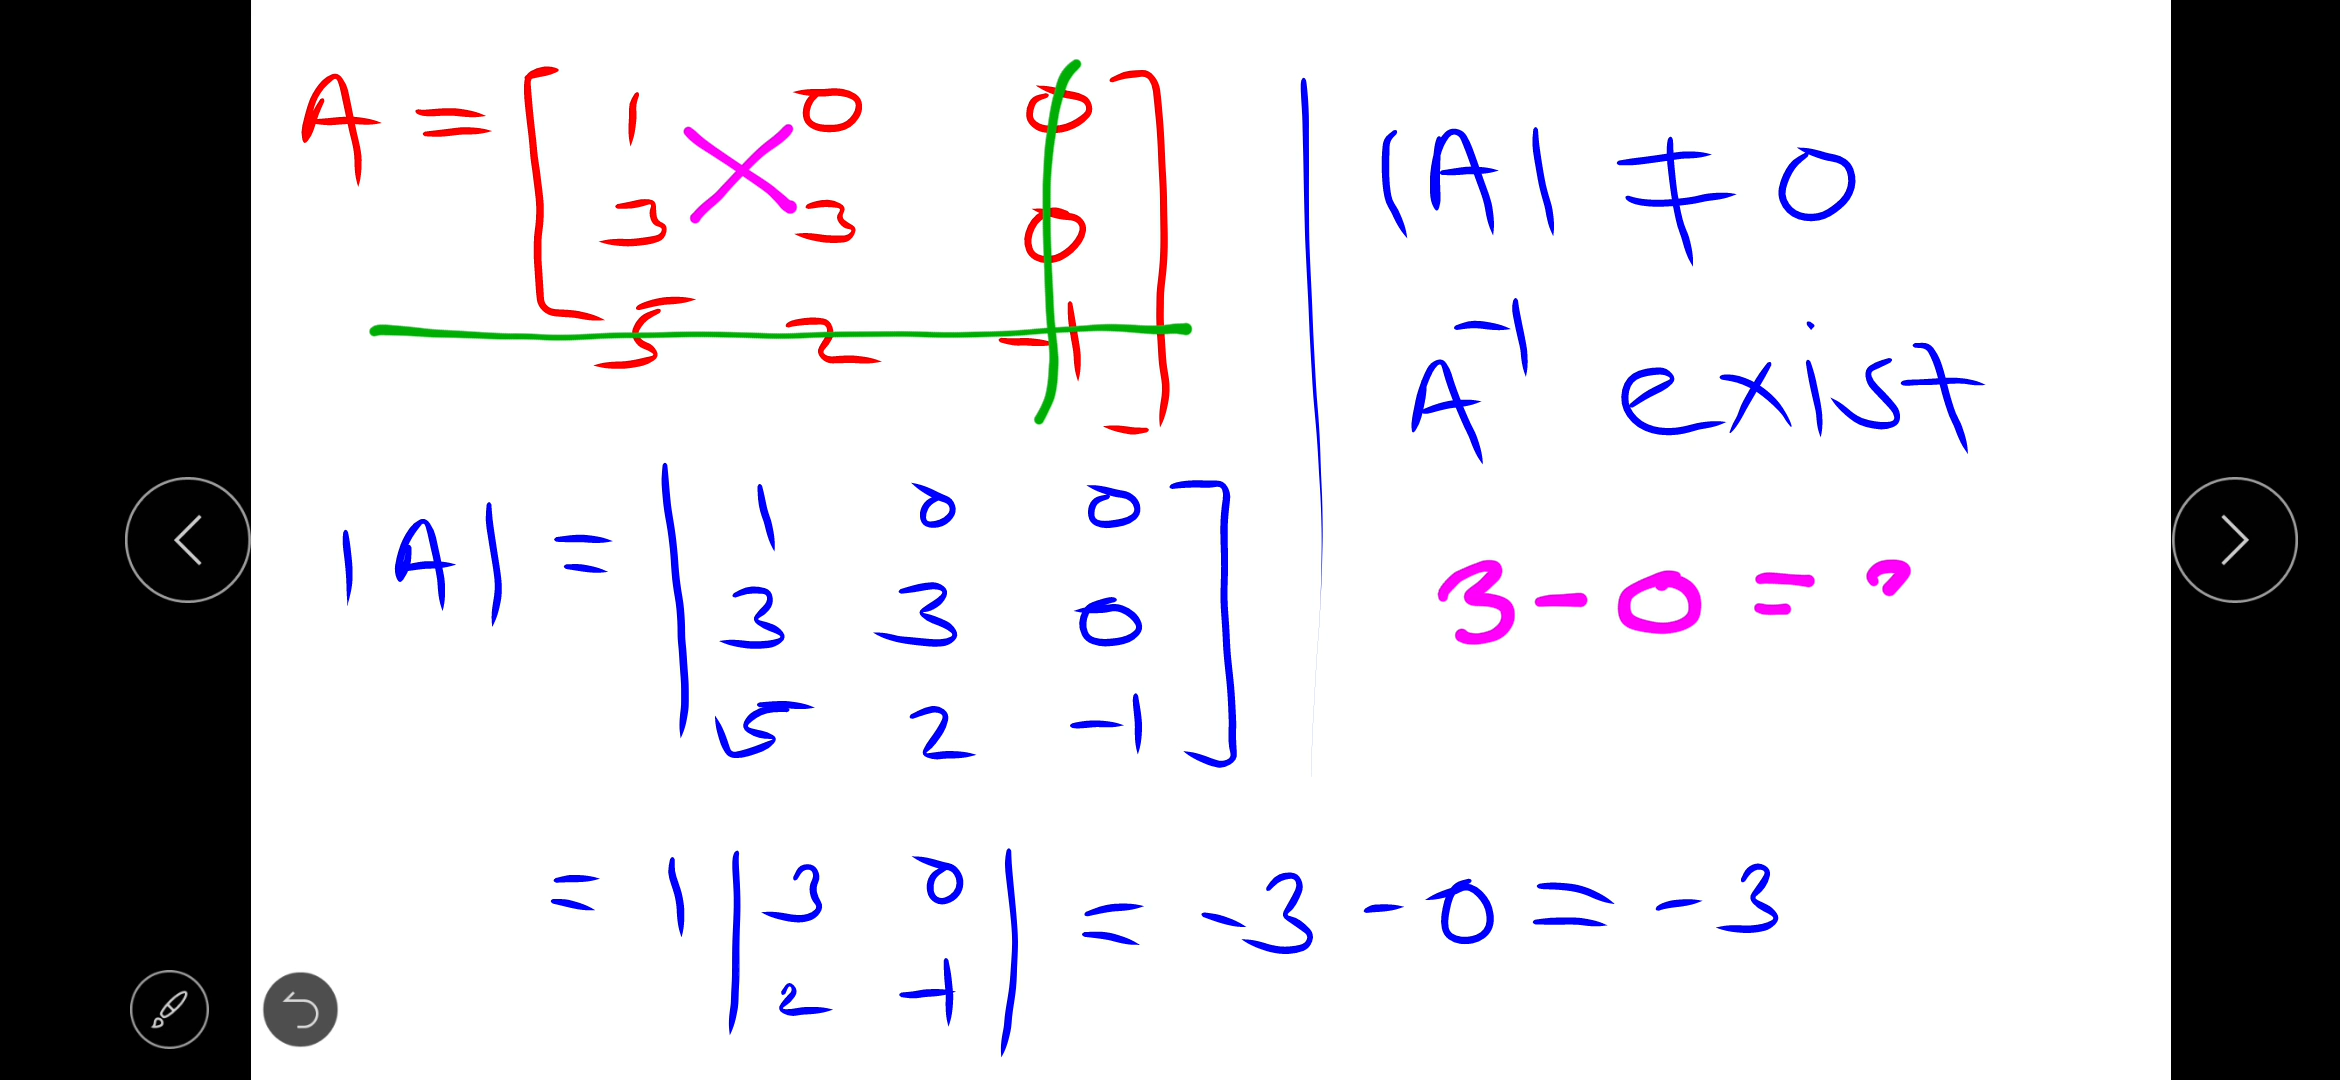 A = [ 1 0 0
3 3 0
5 2 -1 ]
|A| = | 1 0 0
3 3 0
5 2 -1 ]
= 1 | 3 0
2 -1 | = -3 - 0 = -3
|A| ≠ 0
A⁻¹ exist
3 - 0 = ?